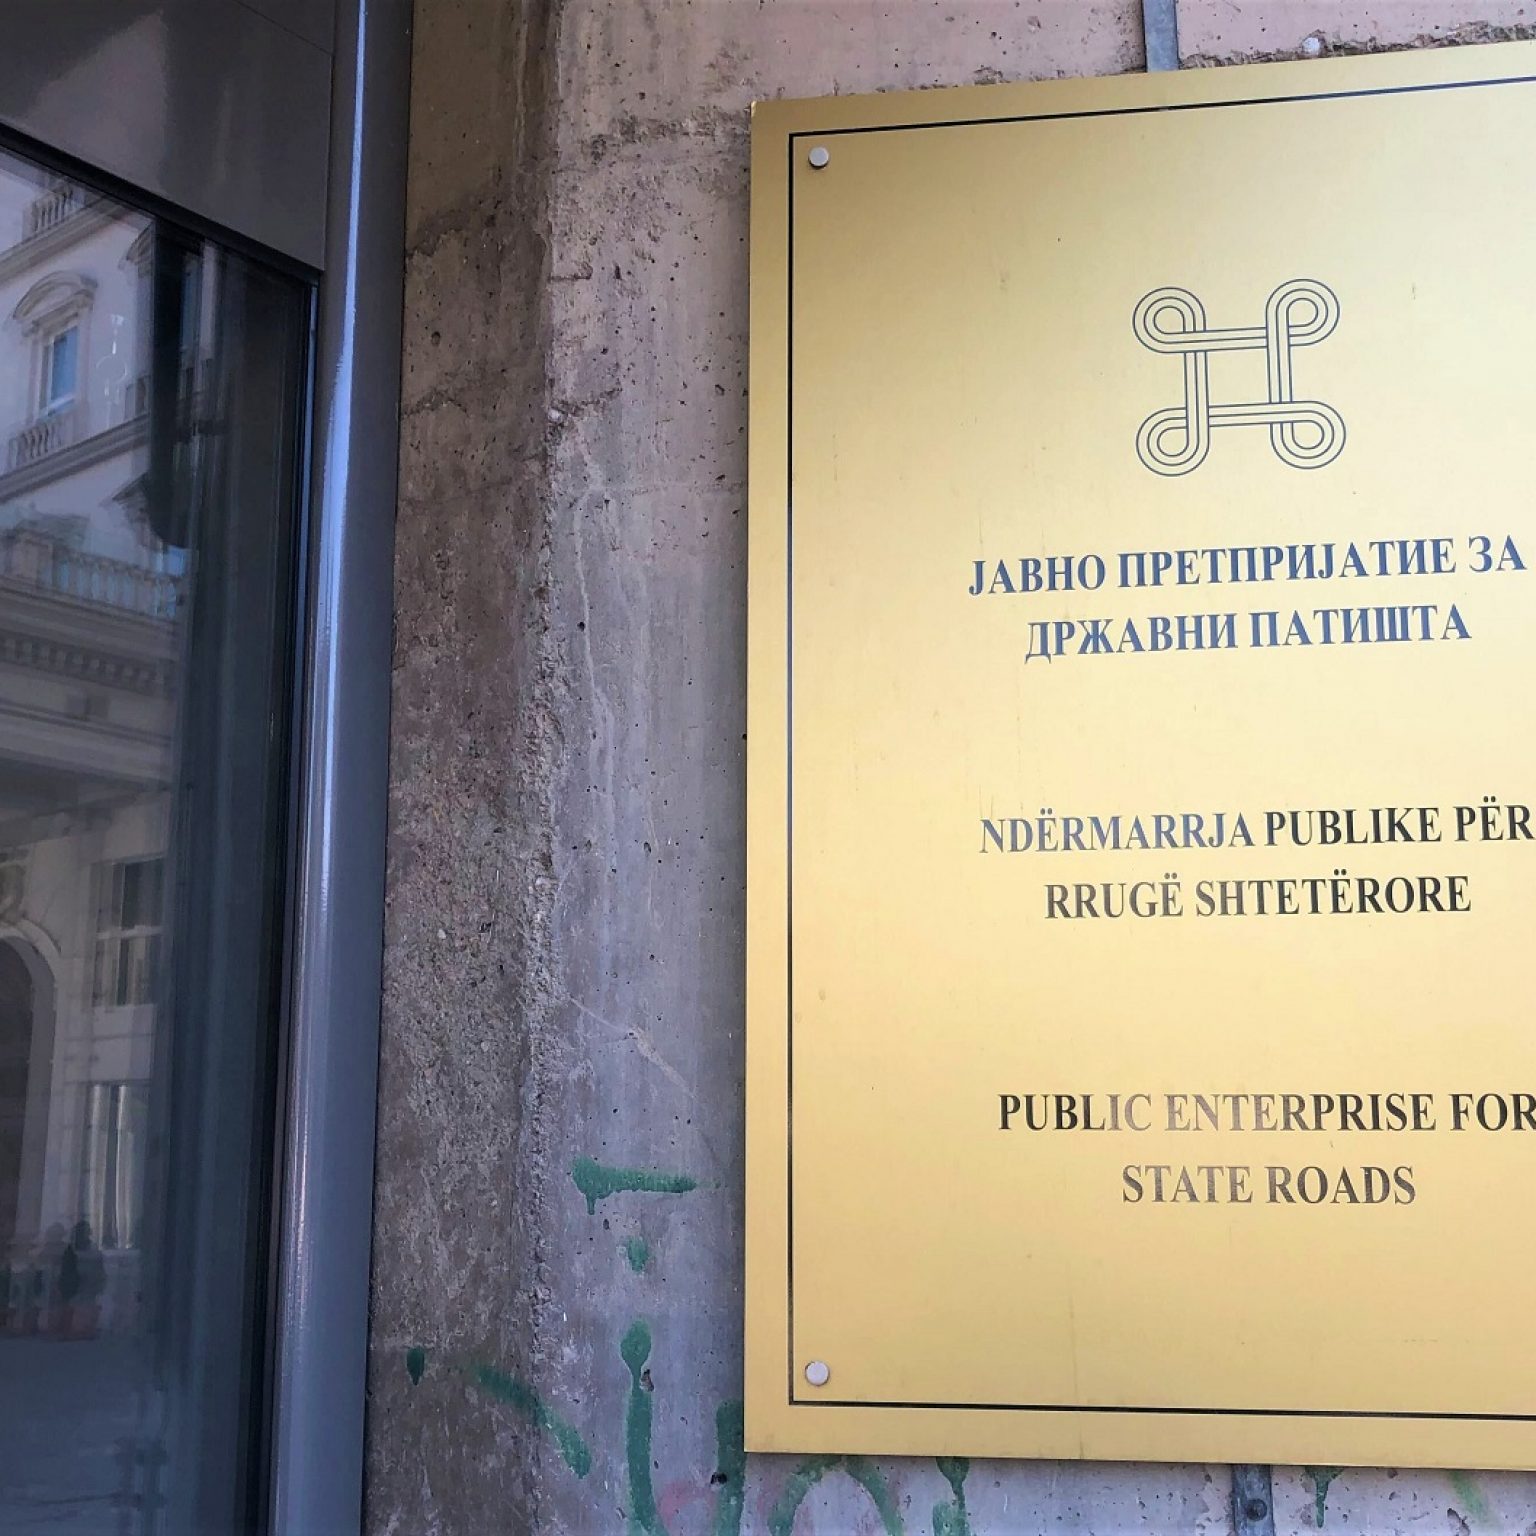 ЈАВНО ПРЕТПРИЈАТИЕ ЗА
ДРЖАВНИ ПАТИШТА
NDËRMARRJA PUBLIKE PËR
RRUGË SHTETËRORE
PUBLIC ENTERPRISE FOR
STATE ROADS